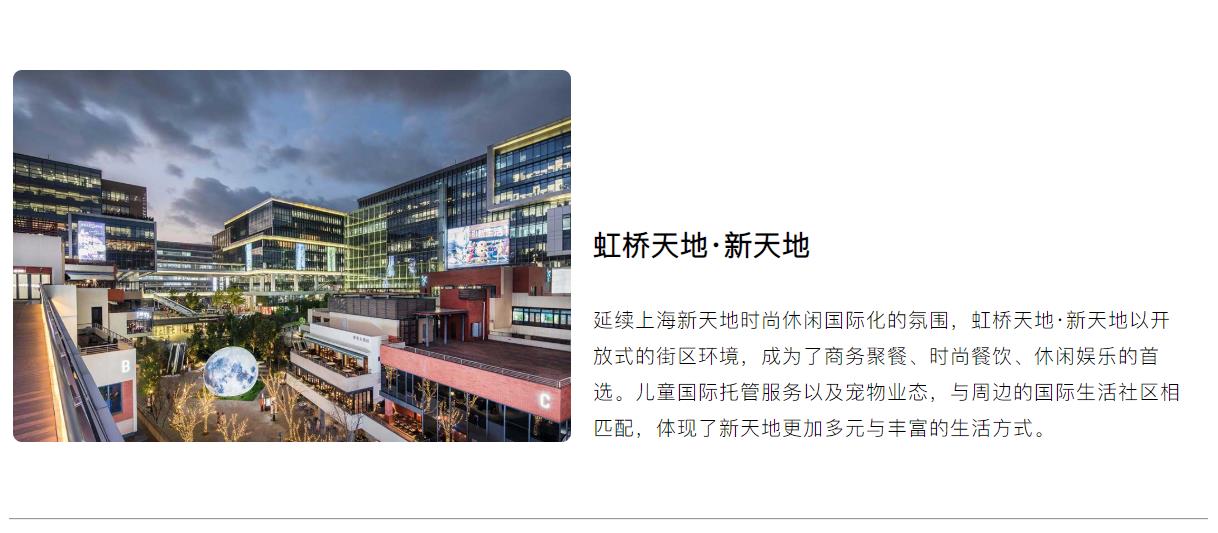 虹桥天地·新天地
延续上海新天地时尚休闲国际化的氛围，虹桥天地·新天地以开
放式的街区环境，成为了商务聚餐、时尚餐饮、休闲娱乐的首
选。儿童国际托管服务以及宠物业态，与周边的国际生活社区相
匹配，体现了新天地更加多元与丰富的生活方式。
B
C